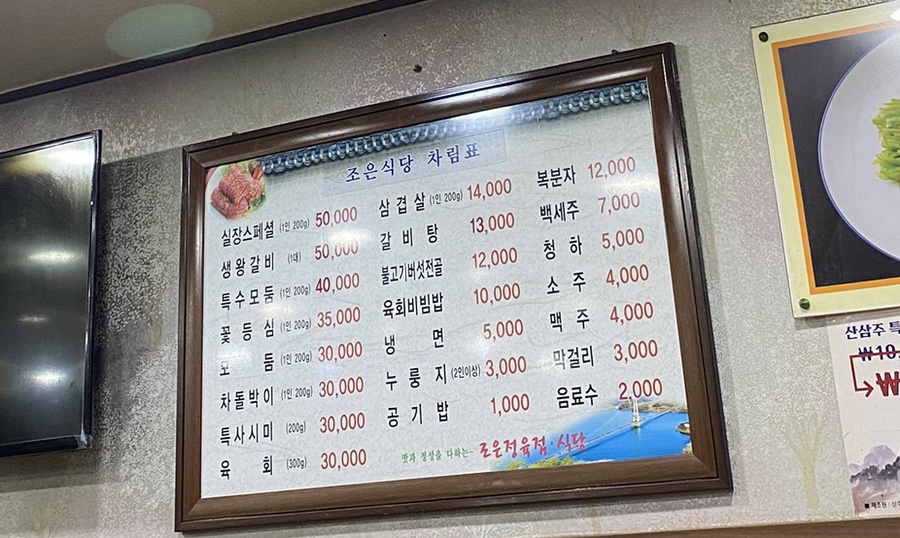 조은식당 차림표
실장스페셜 (1인 200g) 50,000
생왕갈비 (1대) 50,000
특수모둠 (1인 200g) 40,000
꽃등심 (1인 200g) 35,000
모둠 (1인 200g) 30,000
차돌박이 (1인 200g) 30,000
특사시미 (200g) 30,000
육회 (300g) 30,000
삼겹살 (1인 200g) 14,000
갈비탕 13,000
불고기버섯전골 12,000
육회비빔밥 10,000
냉면 5,000
누룽지 (2인이상) 3,000
공기밥 1,000
복분자 12,000
백세주 7,000
청하 5,000
소주 4,000
맥주 4,000
막걸리 3,000
음료수 2,000
맛과 정성을 다하는~ 조은정육점·식당
산삼주 특
₩10,
₩